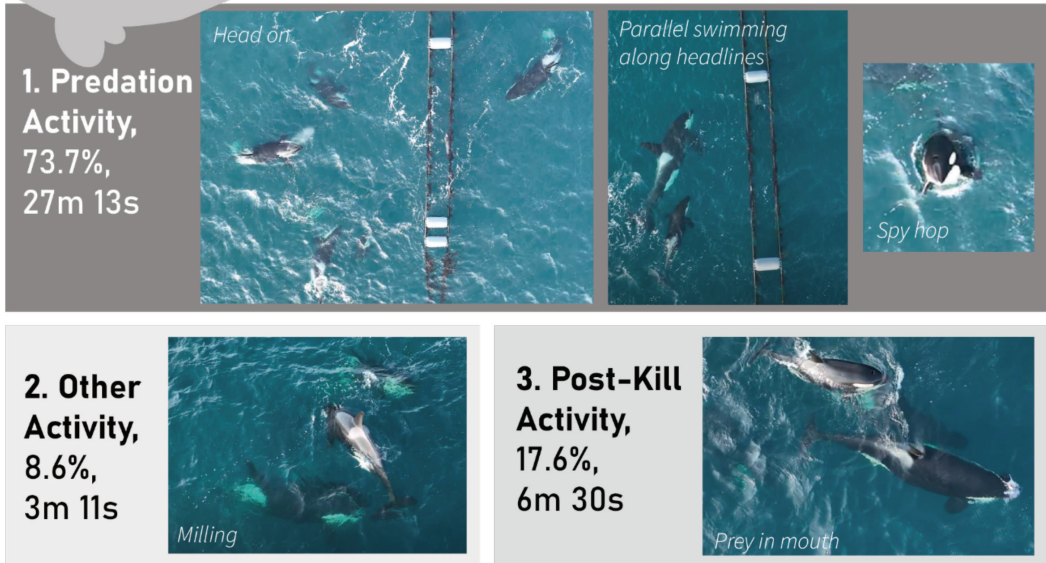 1. Predation
Activity,
73.7%,
27m 13s
Head on
Parallel swimming
along headlines
Spy hop
2. Other
Activity,
8.6%,
3m 11s
Milling
3. Post-Kill
Activity,
17.6%,
6m 30s
Prey in mouth